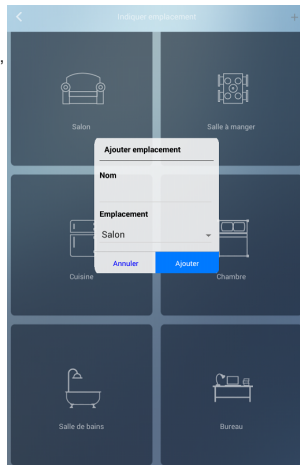 Indiquer emplacement
,
Salon
Salle à manger
Ajouter emplacement
Nom
Emplacement
Salon
Annuler
Ajouter
Cuisine
Chambre
Salle de bains
Bureau